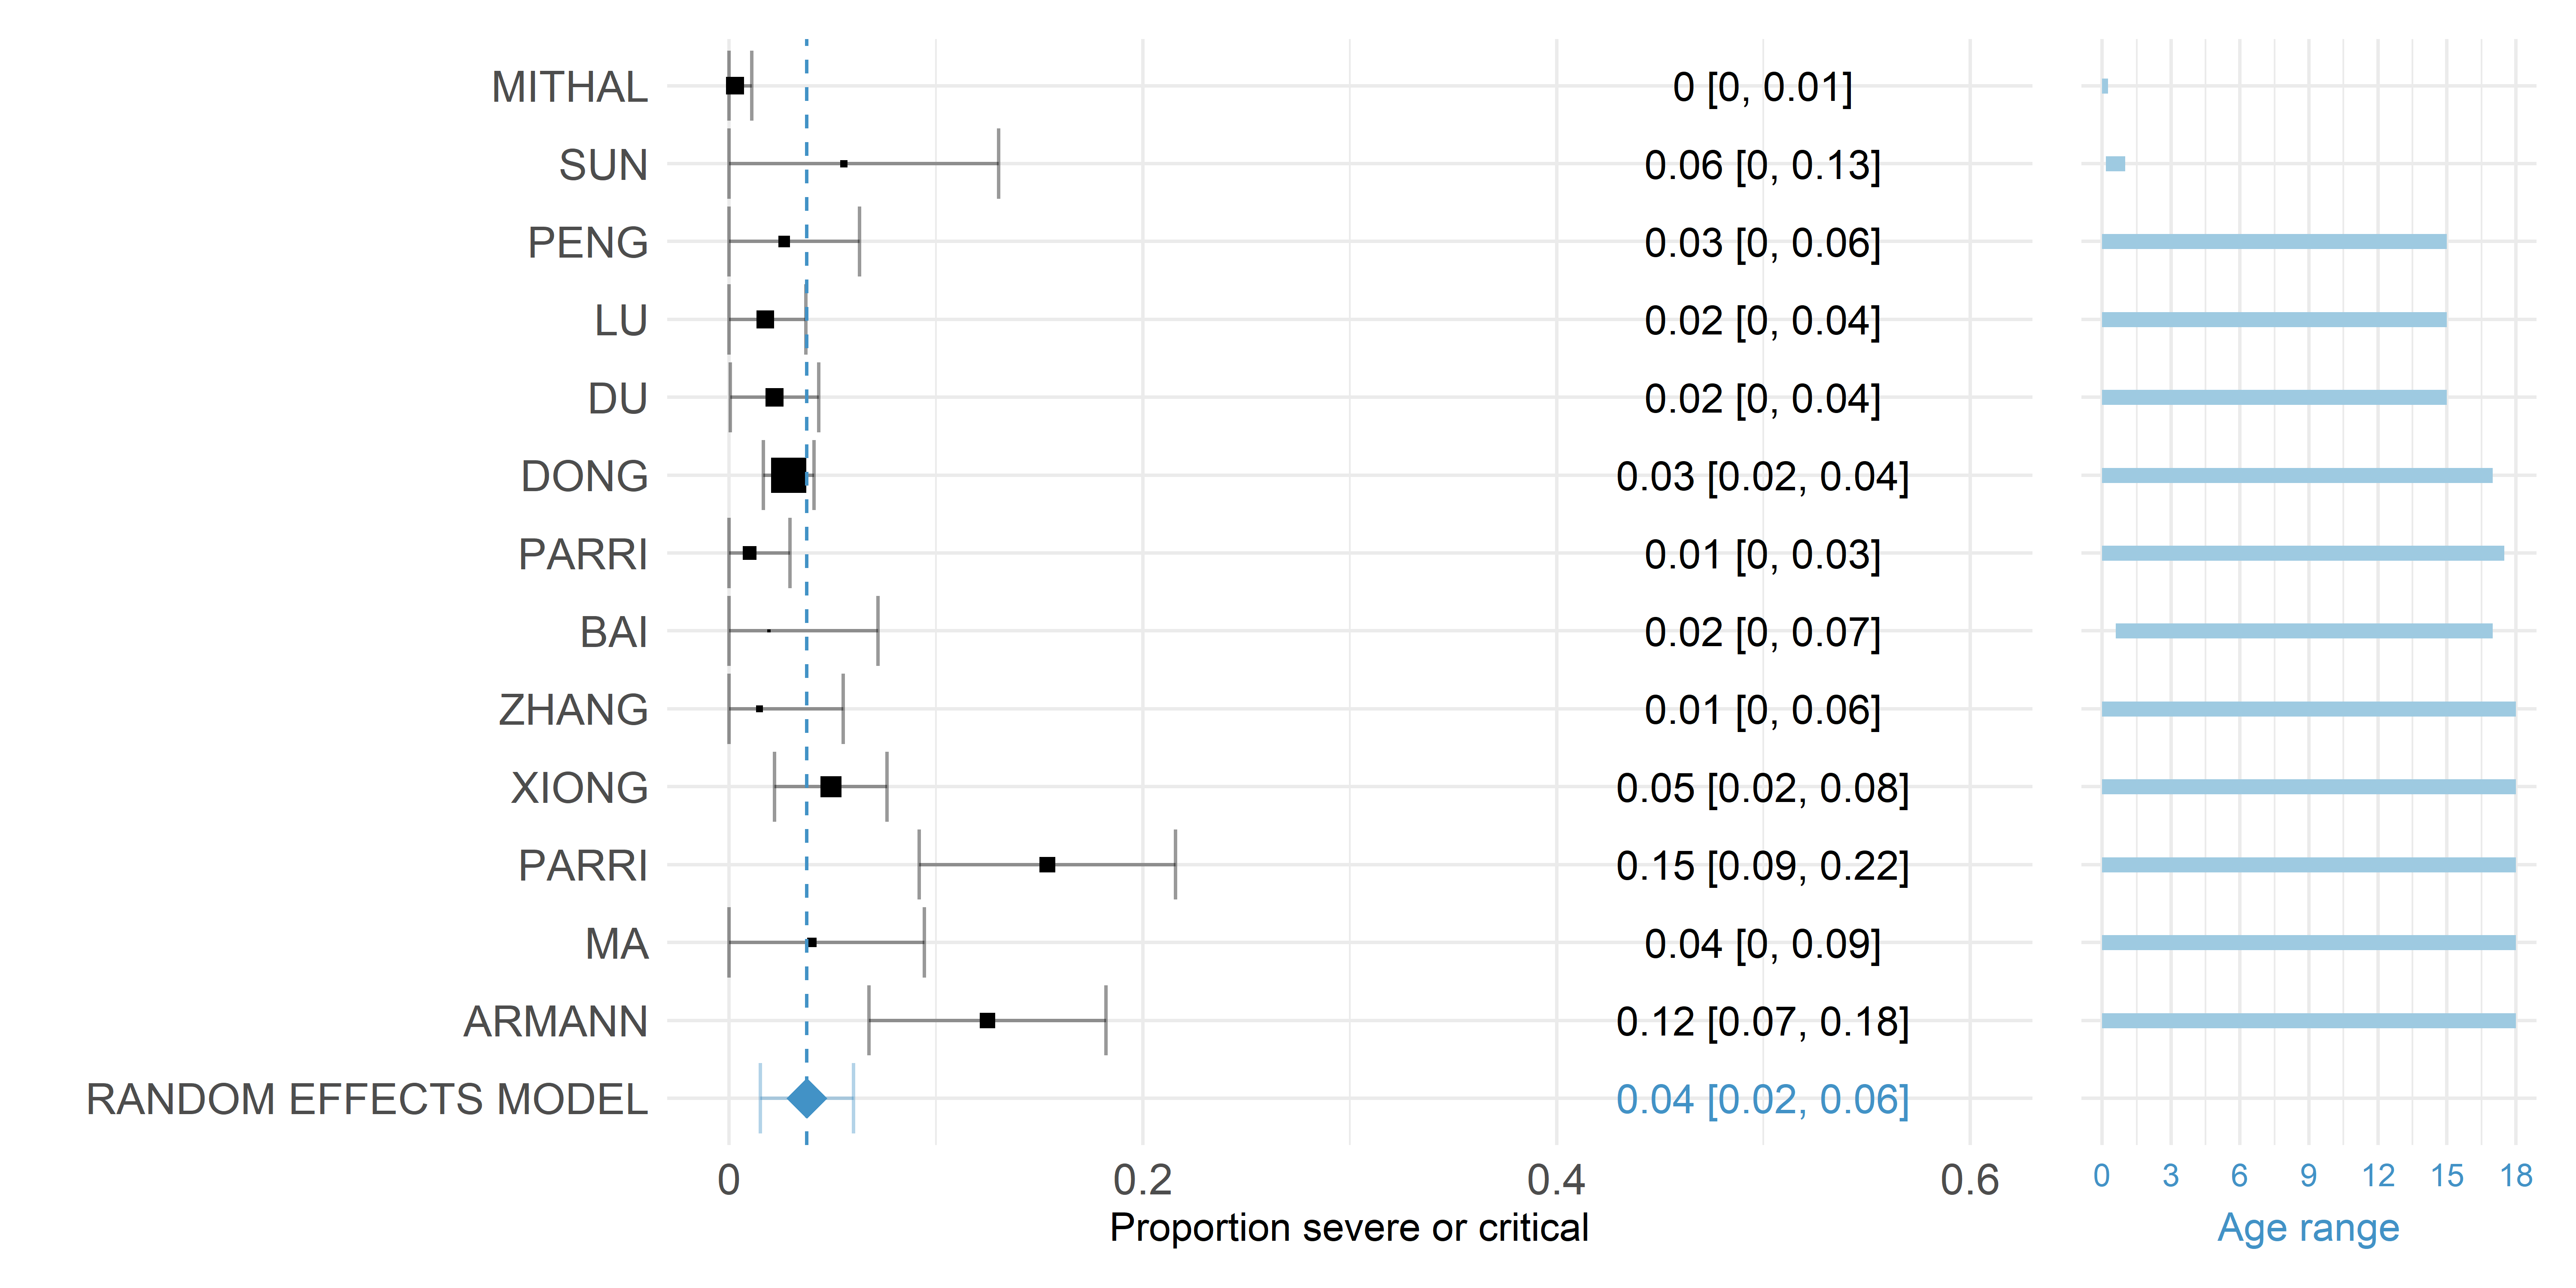 MITHAL 0 [0, 0.01]
SUN 0.06 [0, 0.13]
PENG 0.03 [0, 0.06]
LU 0.02 [0, 0.04]
DU 0.02 [0, 0.04]
DONG 0.03 [0.02, 0.04]
PARRI 0.01 [0, 0.03]
BAI 0.02 [0, 0.07]
ZHANG 0.01 [0, 0.06]
XIONG 0.05 [0.02, 0.08]
PARRI 0.15 [0.09, 0.22]
MA 0.04 [0, 0.09]
ARMANN 0.12 [0.07, 0.18]
RANDOM EFFECTS MODEL 0.04 [0.02, 0.06]
0 0.2 0.4 0.6 0 3 6 9 12 15 18
Proportion severe or critical Age range